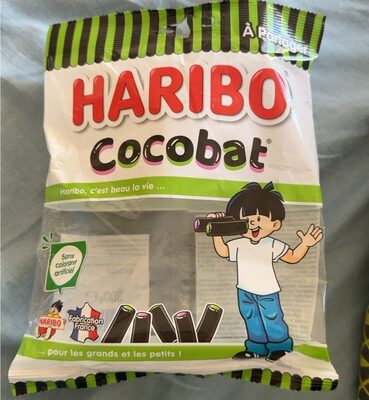 À Partager
HARIBO
Cocobat
Haribo, c'est beau la vie ...
Sans
colorant
artificiel
HARIBO
Fabrication
France
... pour les grands et les petits !